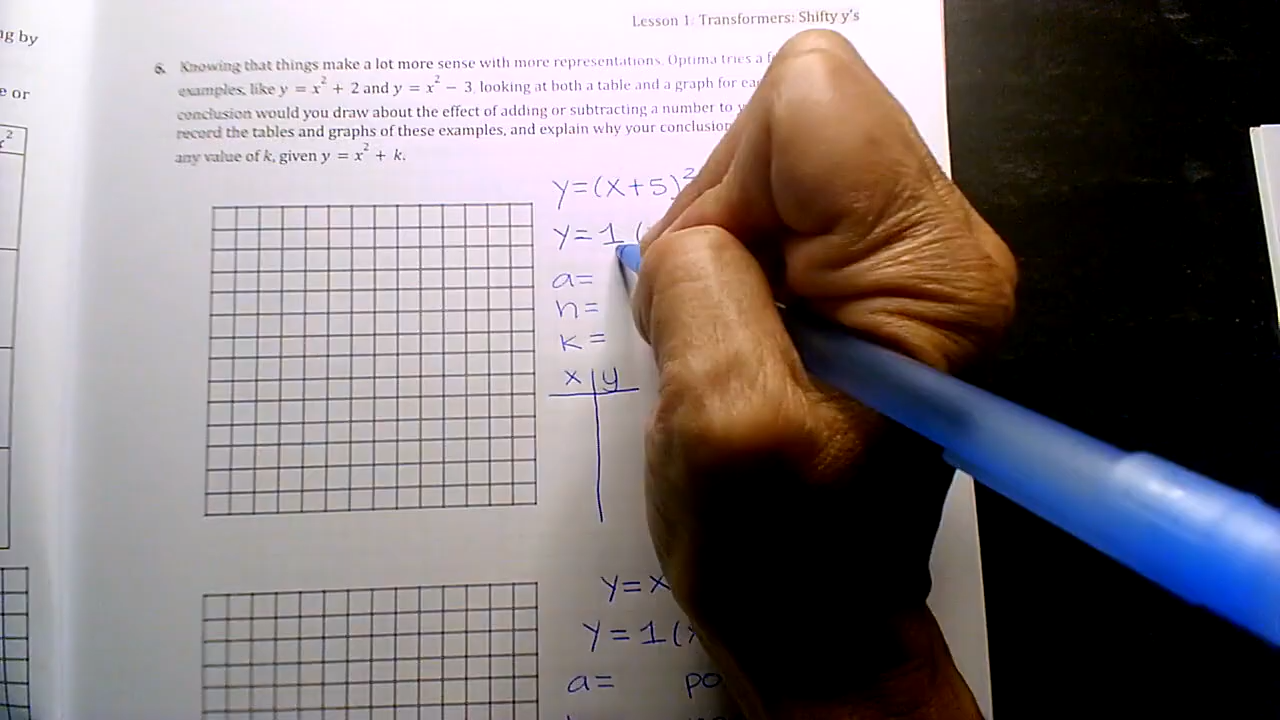 Lesson 1: Transformers: Shifty y's
g by
e or
x²
6. Knowing that things make a lot more sense with more representations, Optima tries a
examples, like y = x² + 2 and y = x² − 3, looking at both a table and a graph for
conclusion would you draw about the effect of adding or subtracting a number to
record the tables and graphs of these examples, and explain why your conclusion
any value of k, given y = x² + k.
y=(x+5)²
y=1(
a=
h=
k=
x | y
y=x
y=1(x
a= po